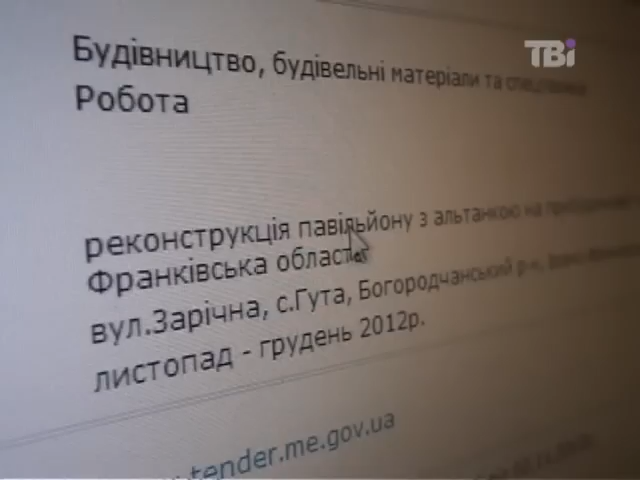 ТВі
Будівництво, будівельні матеріали та
Робота
реконструкція павільйону з альтанкою на
Франківська област
вул.Зарічна, с.Гута, Богородчанський р-н,
листопад - грудень 2012р.
tender.me.gov.ua